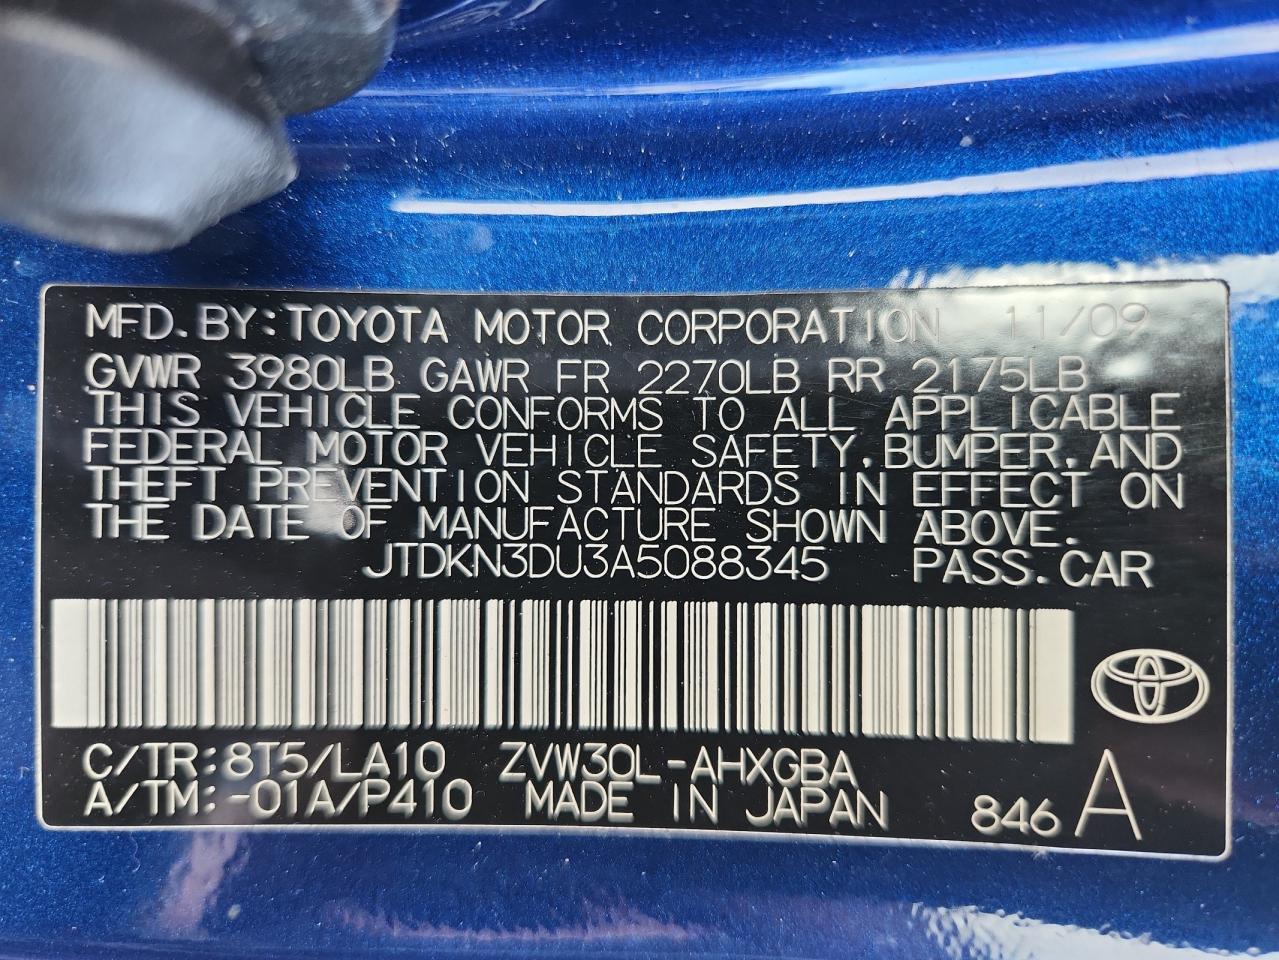 MFD.BY:TOYOTA MOTOR CORPORATION 11/09
GVWR 3980LB GAWR FR 2270LB RR 2175LB
THIS VEHICLE CONFORMS TO ALL APPLICABLE
FEDERAL MOTOR VEHICLE SAFETY,BUMPER,AND
THEFT PREVENTION STANDARDS IN EFFECT ON
THE DATE OF MANUFACTURE SHOWN ABOVE.
JTDKN3DU3A5088345 PASS.CAR
C/TR:8T5/LA10 ZVW30L-AHXGBA
A/TM:-01A/P410 MADE IN JAPAN 846 A